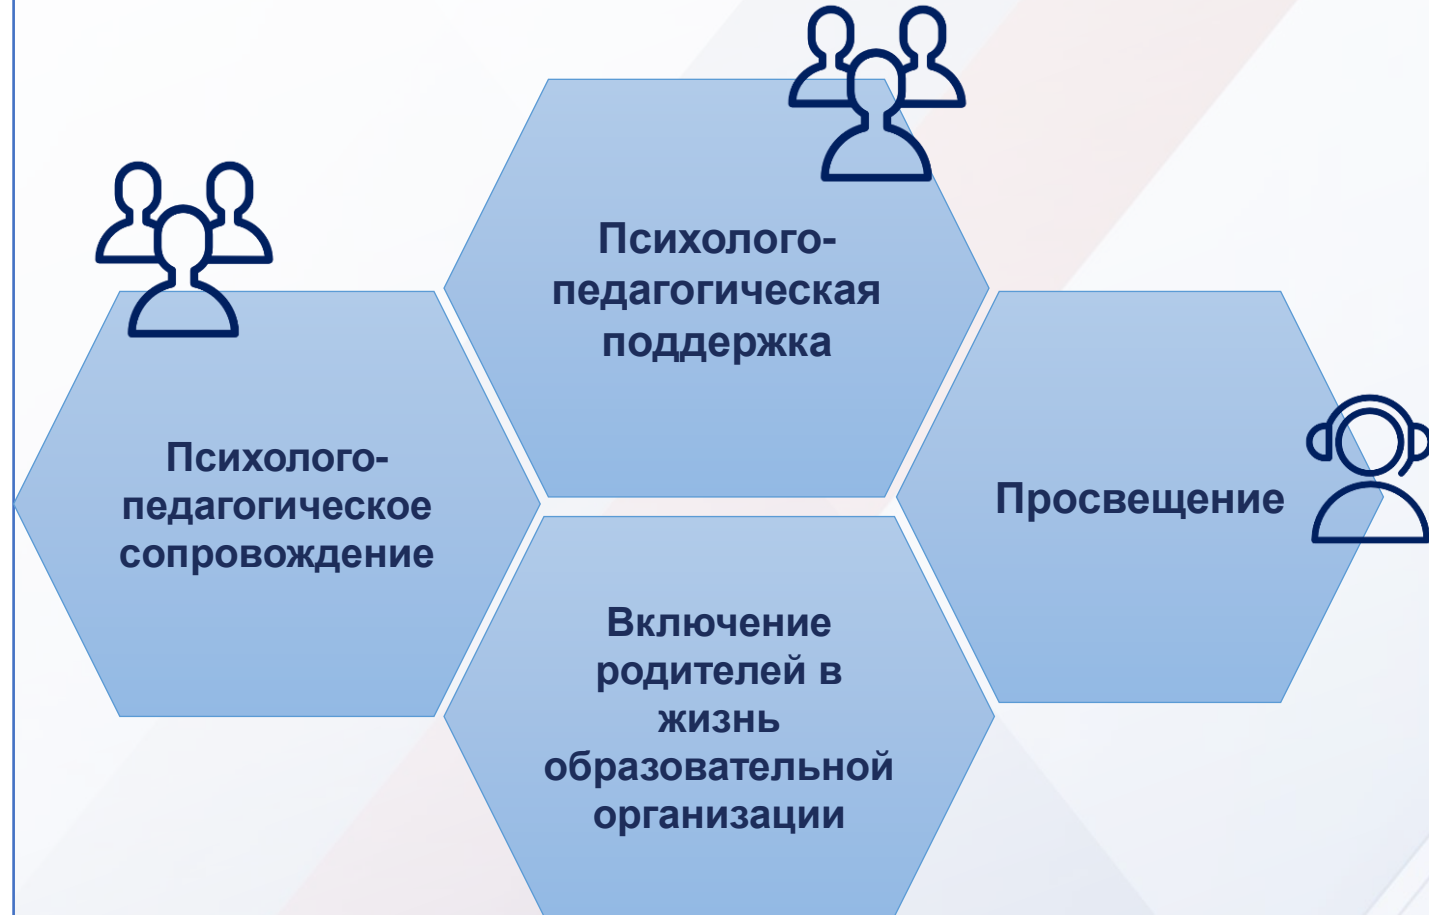 Психолого-
педагогическая
поддержка
Психолого-
педагогическое
сопровождение
Просвещение
Включение
родителей в
жизнь
образовательной
организации